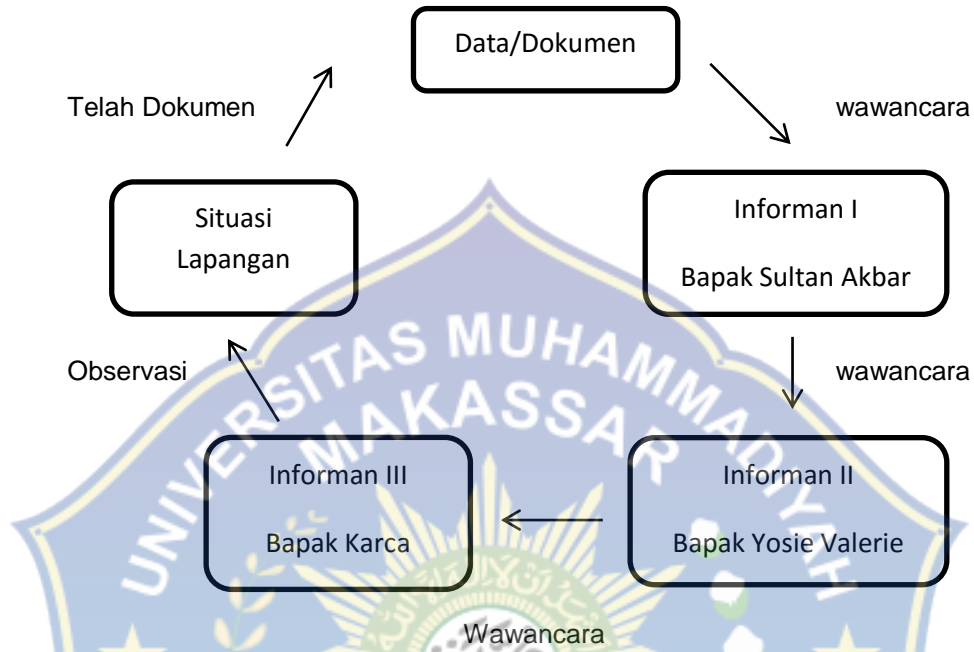 Data/Dokumen
Telah Dokumen
wawancara
Situasi
Lapangan
Informan I
Bapak Sultan Akbar
Observasi
wawancara
UNIVERSITAS MUHAMMADIYAH
MAKASSAR
Informan III
Bapak Karca
Informan II
Bapak Yosie Valerie
Wawancara